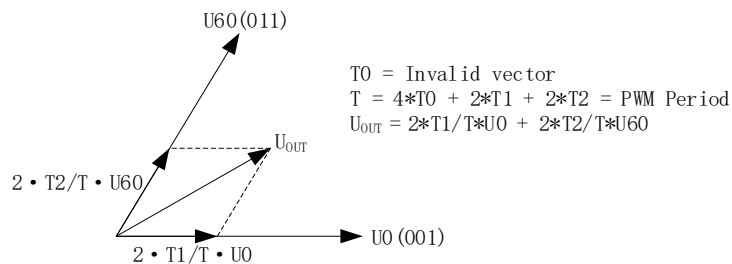 U60(011)
T0 = Invalid vector
T = 4*T0 + 2*T1 + 2*T2 = PWM Period
UOUT = 2*T1/T*U0 + 2*T2/T*U60
UOUT
2·T2/T·U60
U0(001)
2·T1/T·U0